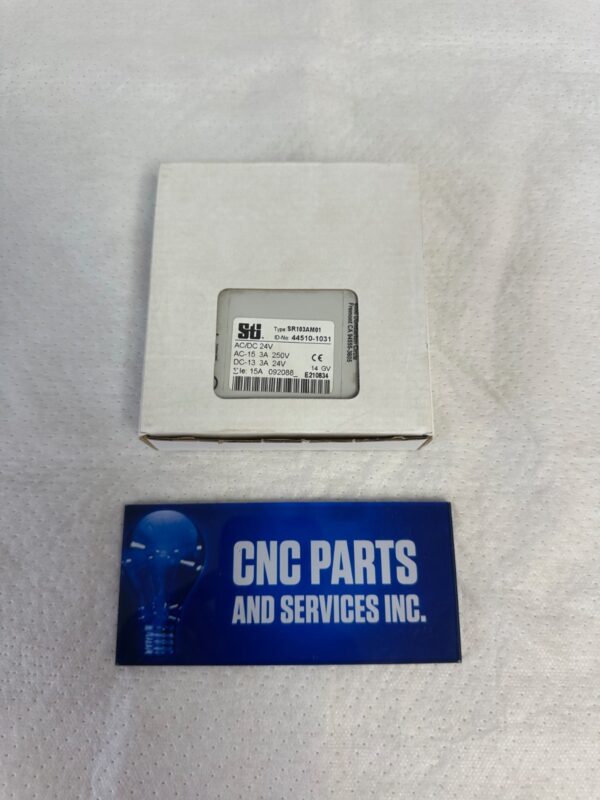 Sti
Type: SR103AM01
ID-No: 44510-1031
AC/DC 24V
AC-15 3A 250V
DC-13 3A 24V
14 GV
Σ Ie: 15A 092088_ E210834
CE
CNC PARTS
AND SERVICES INC.